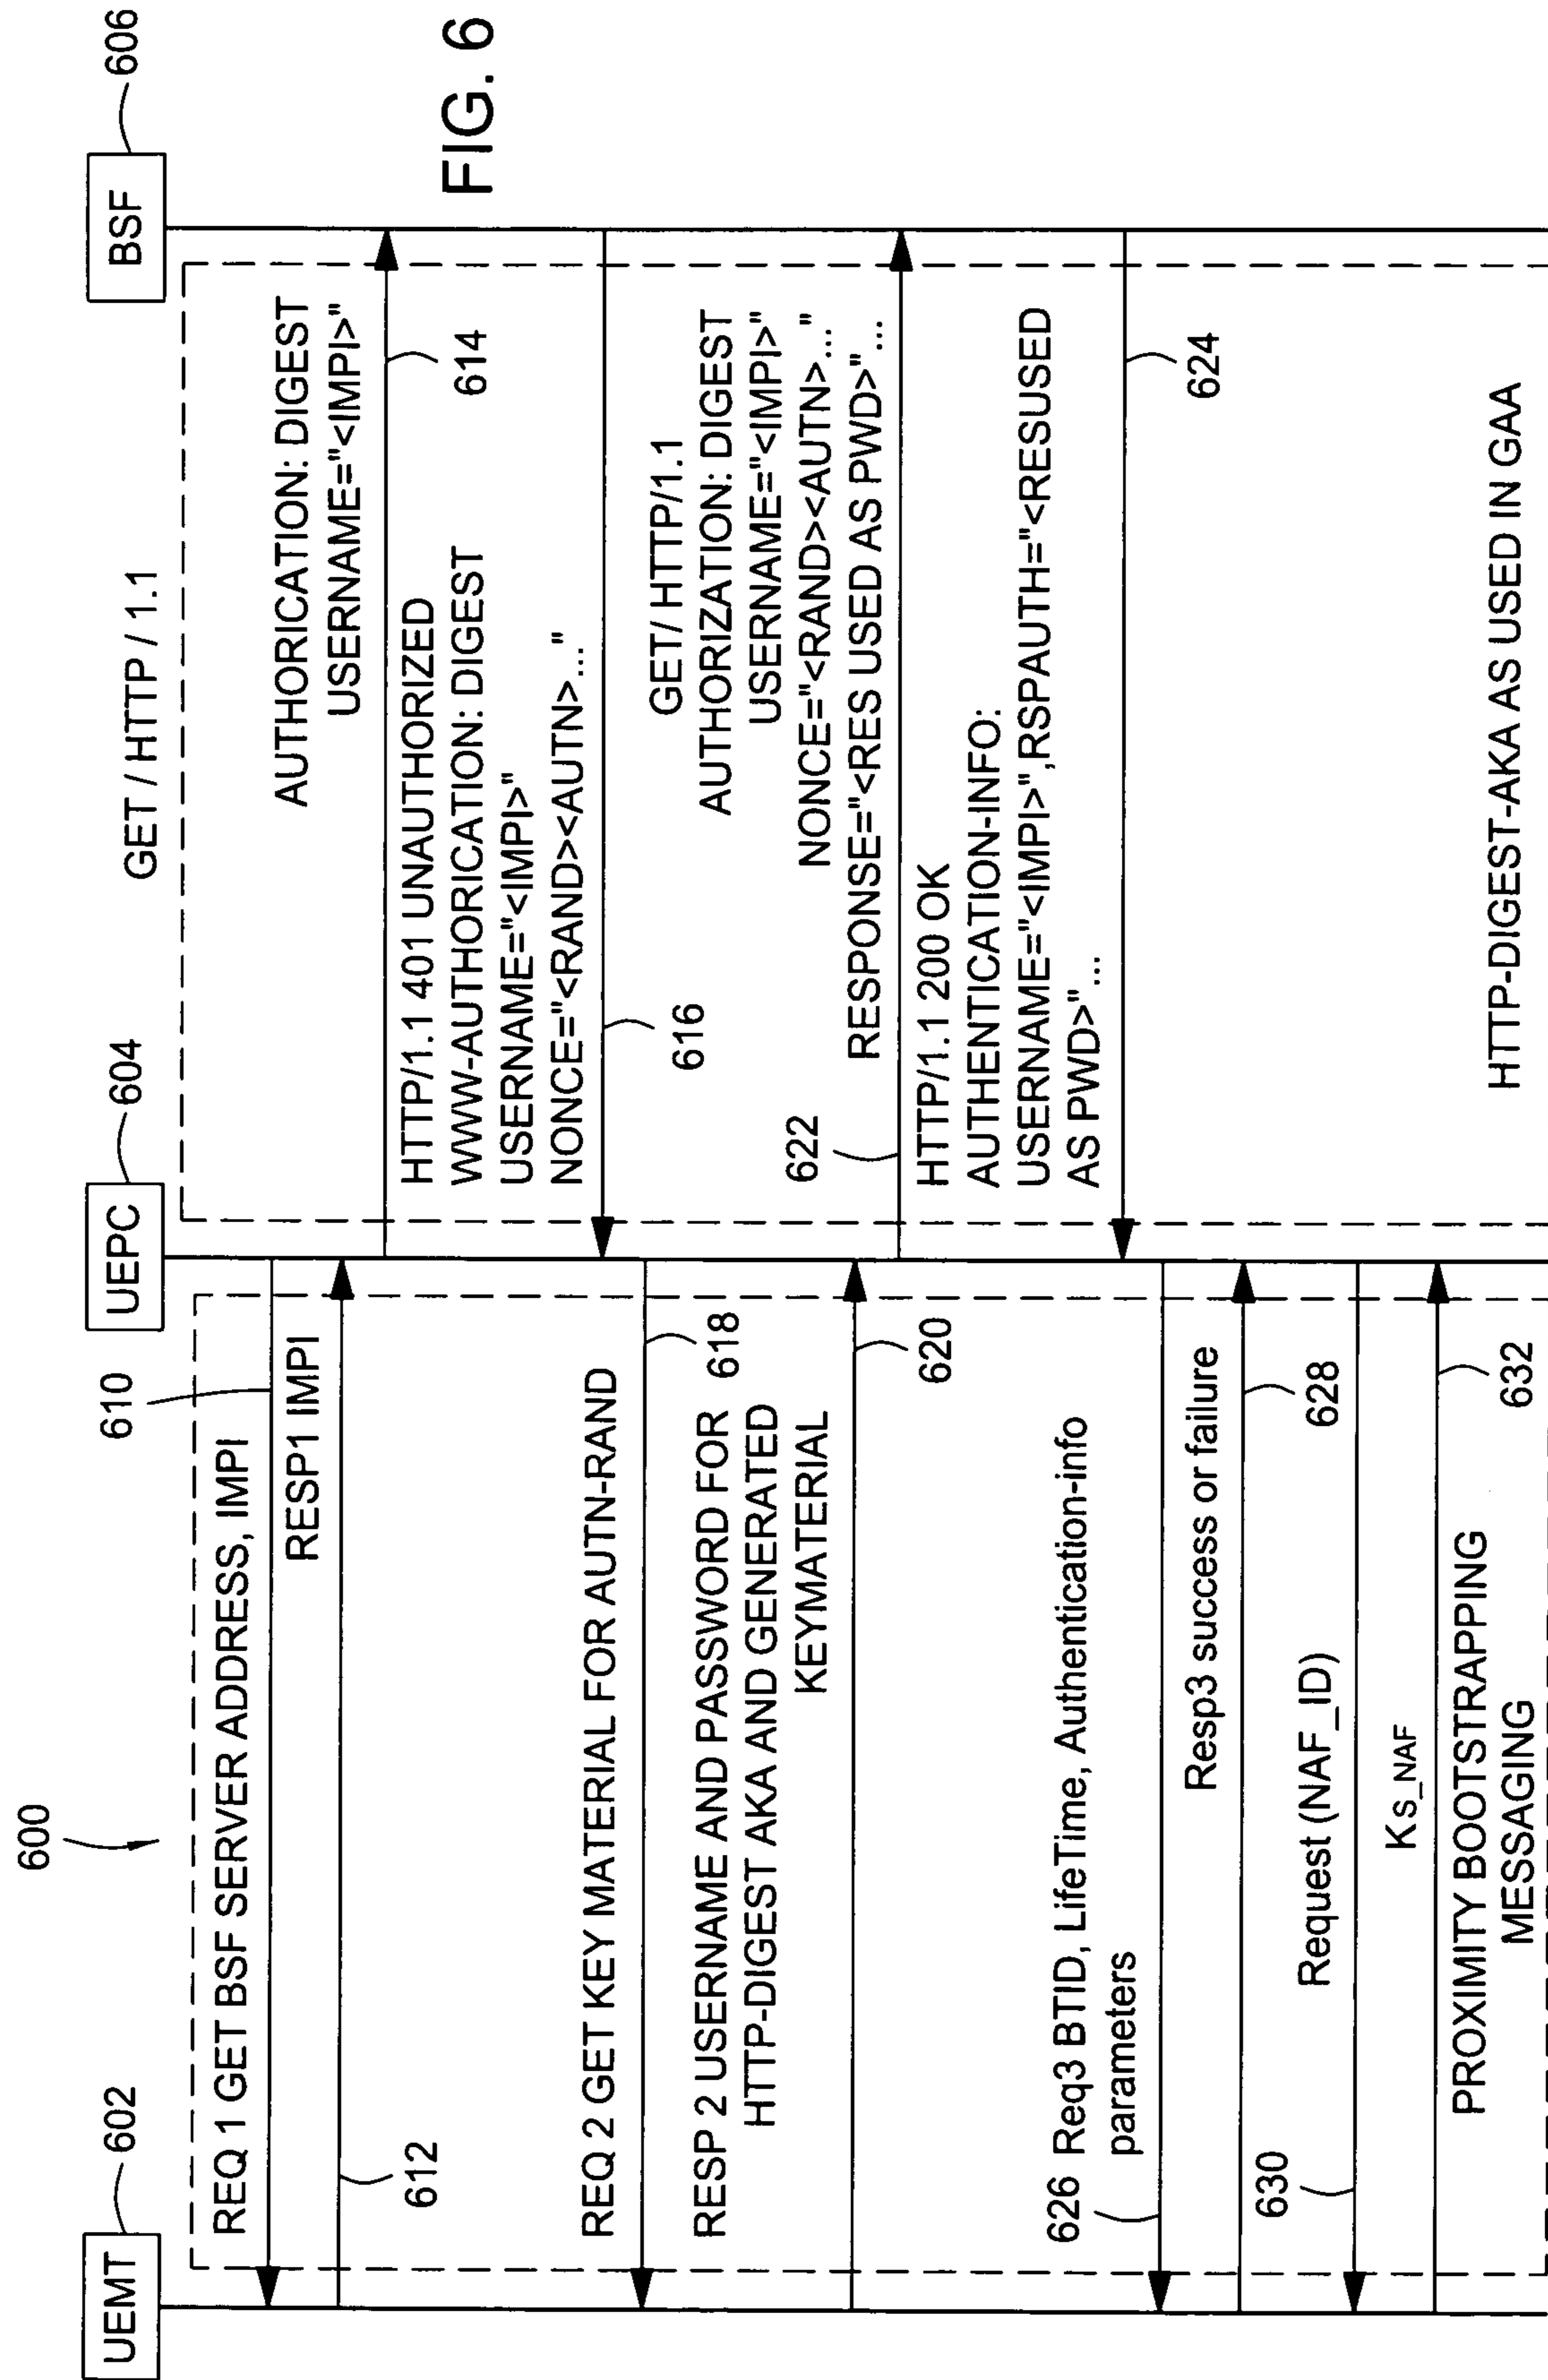 600
UEMT
602
UEPC
604
BSF
606
FIG. 6
GET / HTTP / 1.1
REQ 1 GET BSF SERVER ADDRESS, IMPI
610
RESP1 IMPI
612
AUTHORICATION: DIGEST
USERNAME="<IMPI>"
614
HTTP/1.1 401 UNAUTHORIZED
WWW-AUTHORICATION: DIGEST
USERNAME="<IMPI>"
NONCE="<RAND><AUTN>..."
616
REQ 2 GET KEY MATERIAL FOR AUTN-RAND
618
RESP 2 USERNAME AND PASSWORD FOR
HTTP-DIGEST AKA AND GENERATED
KEYMATERIAL
620
GET/ HTTP/1.1
AUTHORIZATION: DIGEST
USERNAME="<IMPI>"
NONCE="<RAND><AUTN>..."
RESPONSE="<RES USED AS PWD>"...
622
HTTP/1.1 200 OK
AUTHENTICATION-INFO:
USERNAME="<IMPI>",RSPAUTH="<RESUSED
AS PWD>"...
624
626
Req3 BTID, LifeTime, Authentication-info
parameters
Resp3 success or failure
628
630
Request (NAF_ID)
Ks_NAF
632
PROXIMITY BOOTSTRAPPING
MESSAGING
HTTP-DIGEST-AKA AS USED IN GAA